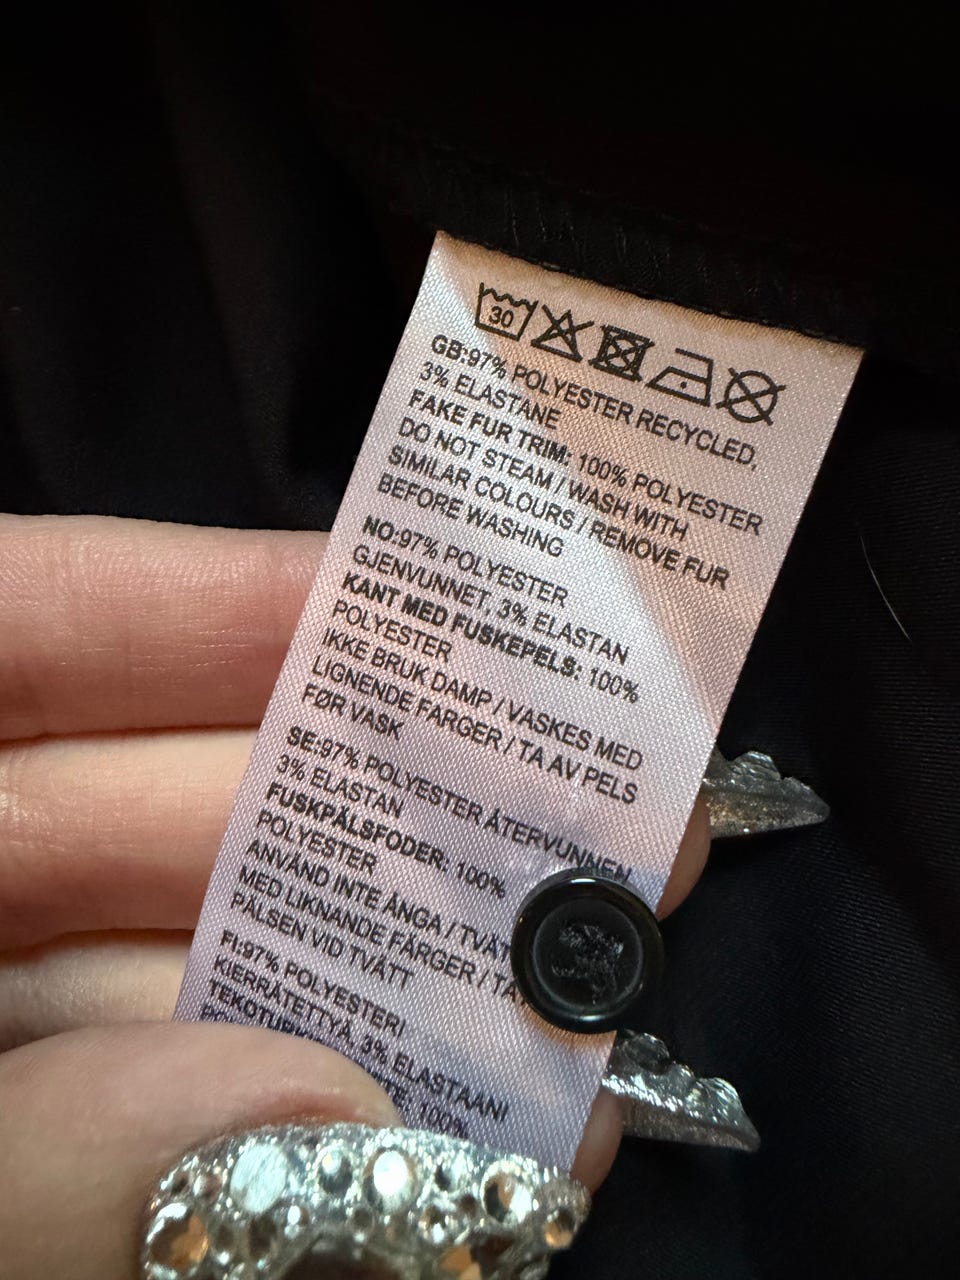 30
GB:97% POLYESTER RECYCLED,
3% ELASTANE
FAKE FUR TRIM: 100% POLYESTER
DO NOT STEAM / WASH WITH
SIMILAR COLOURS / REMOVE FUR
BEFORE WASHING
NO:97% POLYESTER
GJENVUNNET, 3% ELASTAN
KANT MED FUSKEPELS: 100%
POLYESTER
IKKE BRUK DAMP / VASKES MED
LIGNENDE FARGER / TA AV PELS
FØR VASK
SE:97% POLYESTER ÅTERVUNNEN,
3% ELASTAN
FUSKPÄLSFODER: 100%
POLYESTER
ANVÄND INTE ÅNGA / TVÄT
MED LIKNANDE FÄRGER / TA
PÄLSEN VID TVÄTT
FI:97% POLYESTERI
KIERRÄTETTYÄ, 3% ELASTAANI
100%